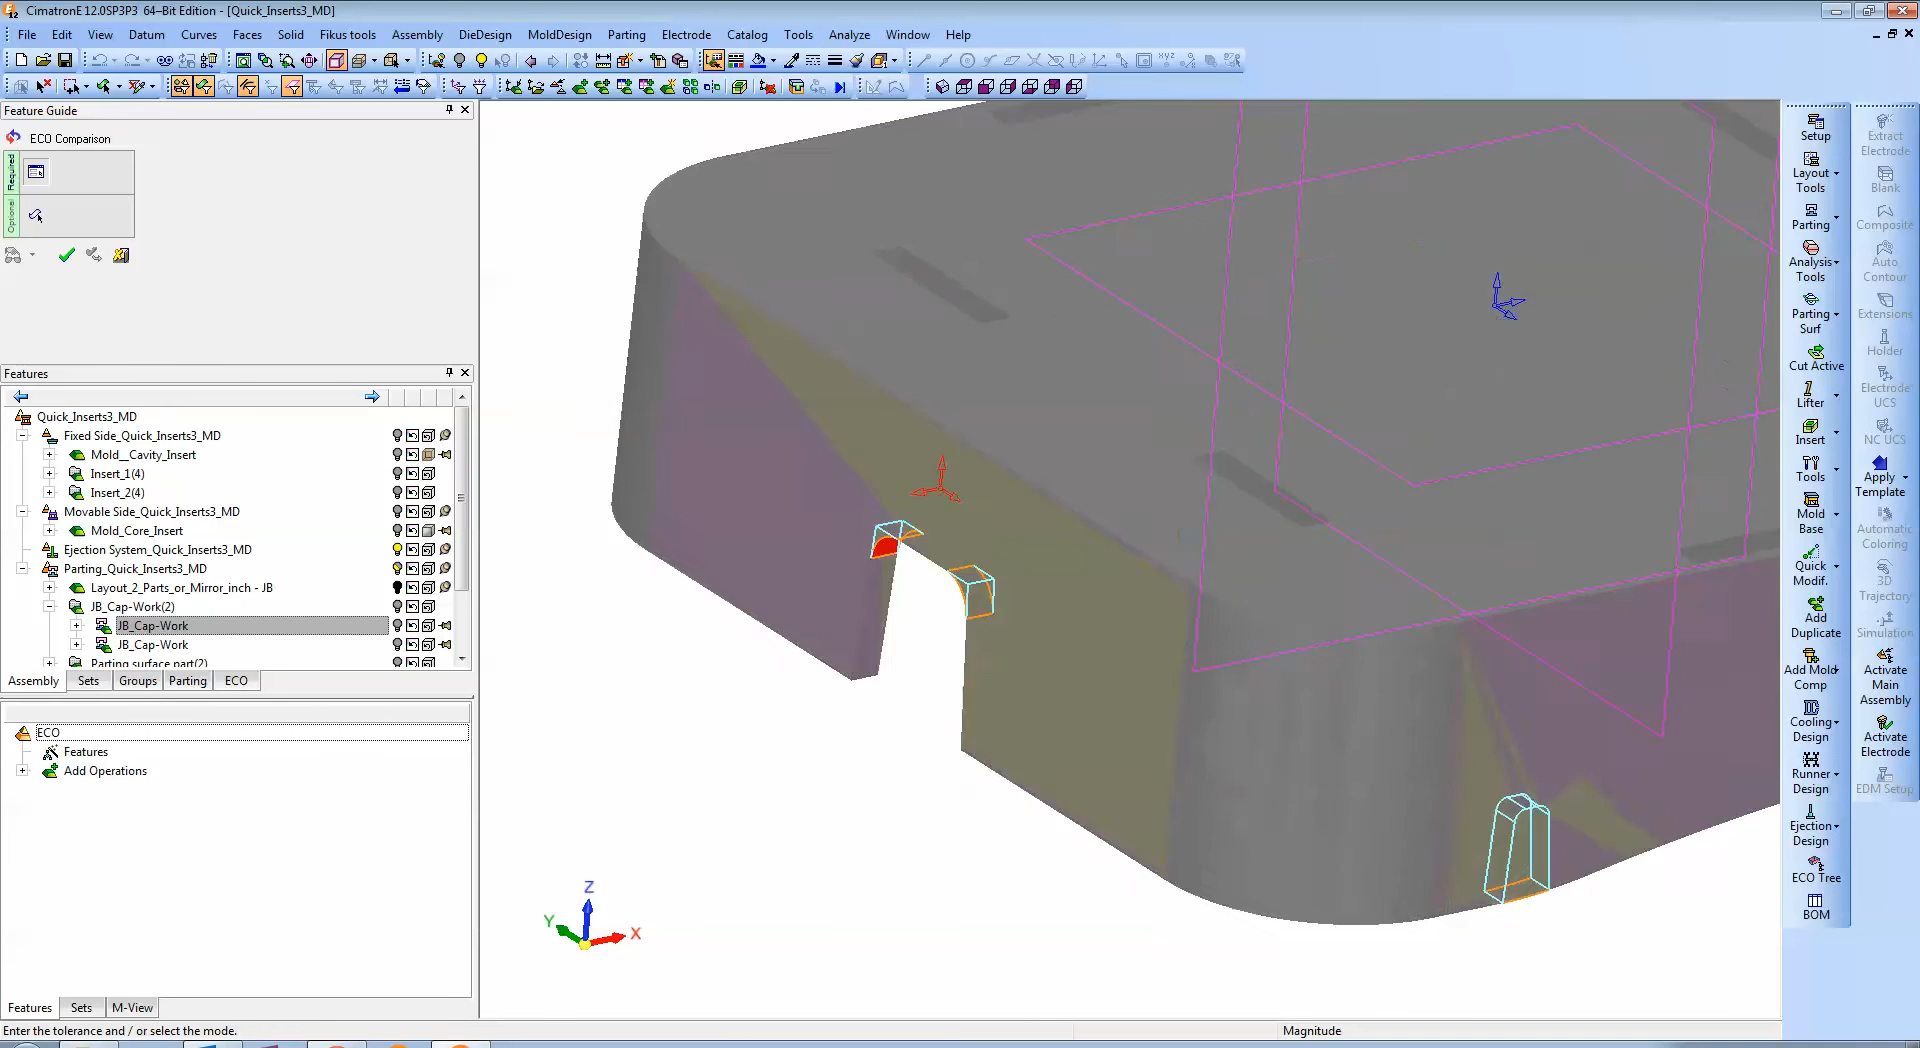 CimatronE 12.0SP3P3 64–Bit Edition - [Quick_Inserts3_MD]
File Edit View Datum Curves Faces Solid Fikus tools Assembly DieDesign MoldDesign Parting Electrode Catalog Tools Analyze Window Help
Feature Guide
ECO Comparison
Required
Optional
Features
Quick_Inserts3_MD
Fixed Side_Quick_Inserts3_MD
Mold__Cavity_Insert
Insert_1(4)
Insert_2(4)
Movable Side_Quick_Inserts3_MD
Mold_Core_Insert
Ejection System_Quick_Inserts3_MD
Parting_Quick_Inserts3_MD
Layout_2_Parts_or_Mirror_inch - JB
JB_Cap-Work(2)
JB_Cap-Work
JB_Cap-Work
Parting surface part(2)
Assembly Sets Groups Parting ECO
ECO
Features
Add Operations
Features Sets M-View
Enter the tolerance and / or select the mode.
Magnitude
Z
Y
X
Setup
Layout
Tools
Parting
Analysis
Tools
Parting
Surf
Cut Active
Lifter
Insert
Tools
Mold
Base
Quick
Modif.
Add
Duplicate
Add Mold
Comp
Cooling
Design
Runner
Design
Ejection
Design
ECO Tree
BOM
Extract
Electrode
Blank
Composite
Auto
Contour
Extensions
Holder
Electrode
UCS
NC UCS
Apply
Template
Automatic
Coloring
3D
Trajectory
Simulation
Activate
Main
Assembly
Activate
Electrode
EDM Setup